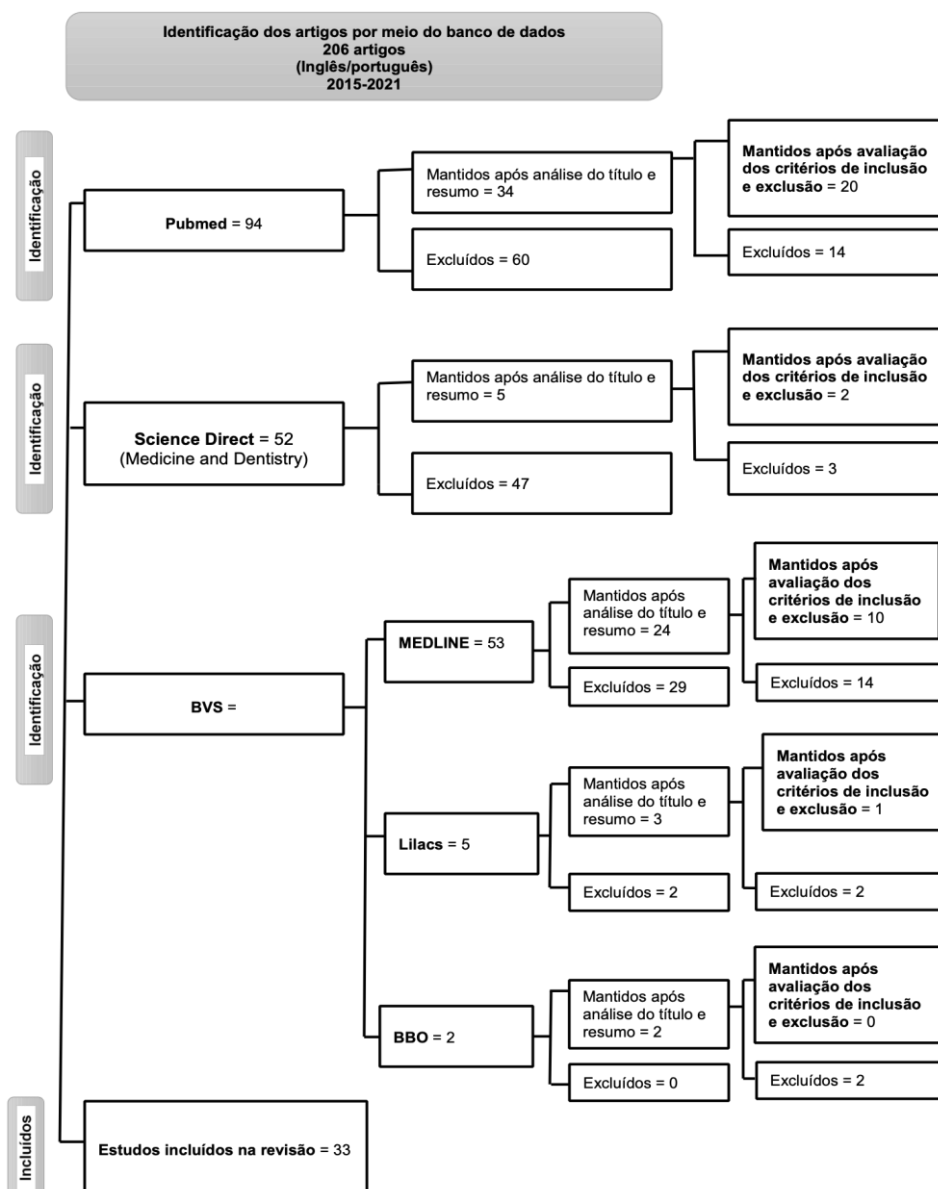 Identificação dos artigos por meio do banco de dados
206 artigos
(Inglês/português)
2015-2021
Identificação
Pubmed = 94
Mantidos após análise do título e
resumo = 34
Excluídos = 60
Mantidos após avaliação
dos critérios de inclusão
e exclusão = 20
Excluídos = 14
Identificação
Science Direct = 52
(Medicine and Dentistry)
Mantidos após análise do título e
resumo = 5
Excluídos = 47
Mantidos após avaliação
dos critérios de inclusão
e exclusão = 2
Excluídos = 3
Identificação
BVS =
MEDLINE = 53
Mantidos após
análise do título e
resumo = 24
Excluídos = 29
Mantidos após
avaliação dos
critérios de inclusão
e exclusão = 10
Excluídos = 14
Lilacs = 5
Mantidos após
análise do título e
resumo = 3
Excluídos = 2
Mantidos após
avaliação dos
critérios de inclusão
e exclusão = 1
Excluídos = 2
BBO = 2
Mantidos após
análise do título e
resumo = 2
Excluídos = 0
Mantidos após
avaliação dos
critérios de inclusão
e exclusão = 0
Excluídos = 2
Incluídos
Estudos incluídos na revisão = 33